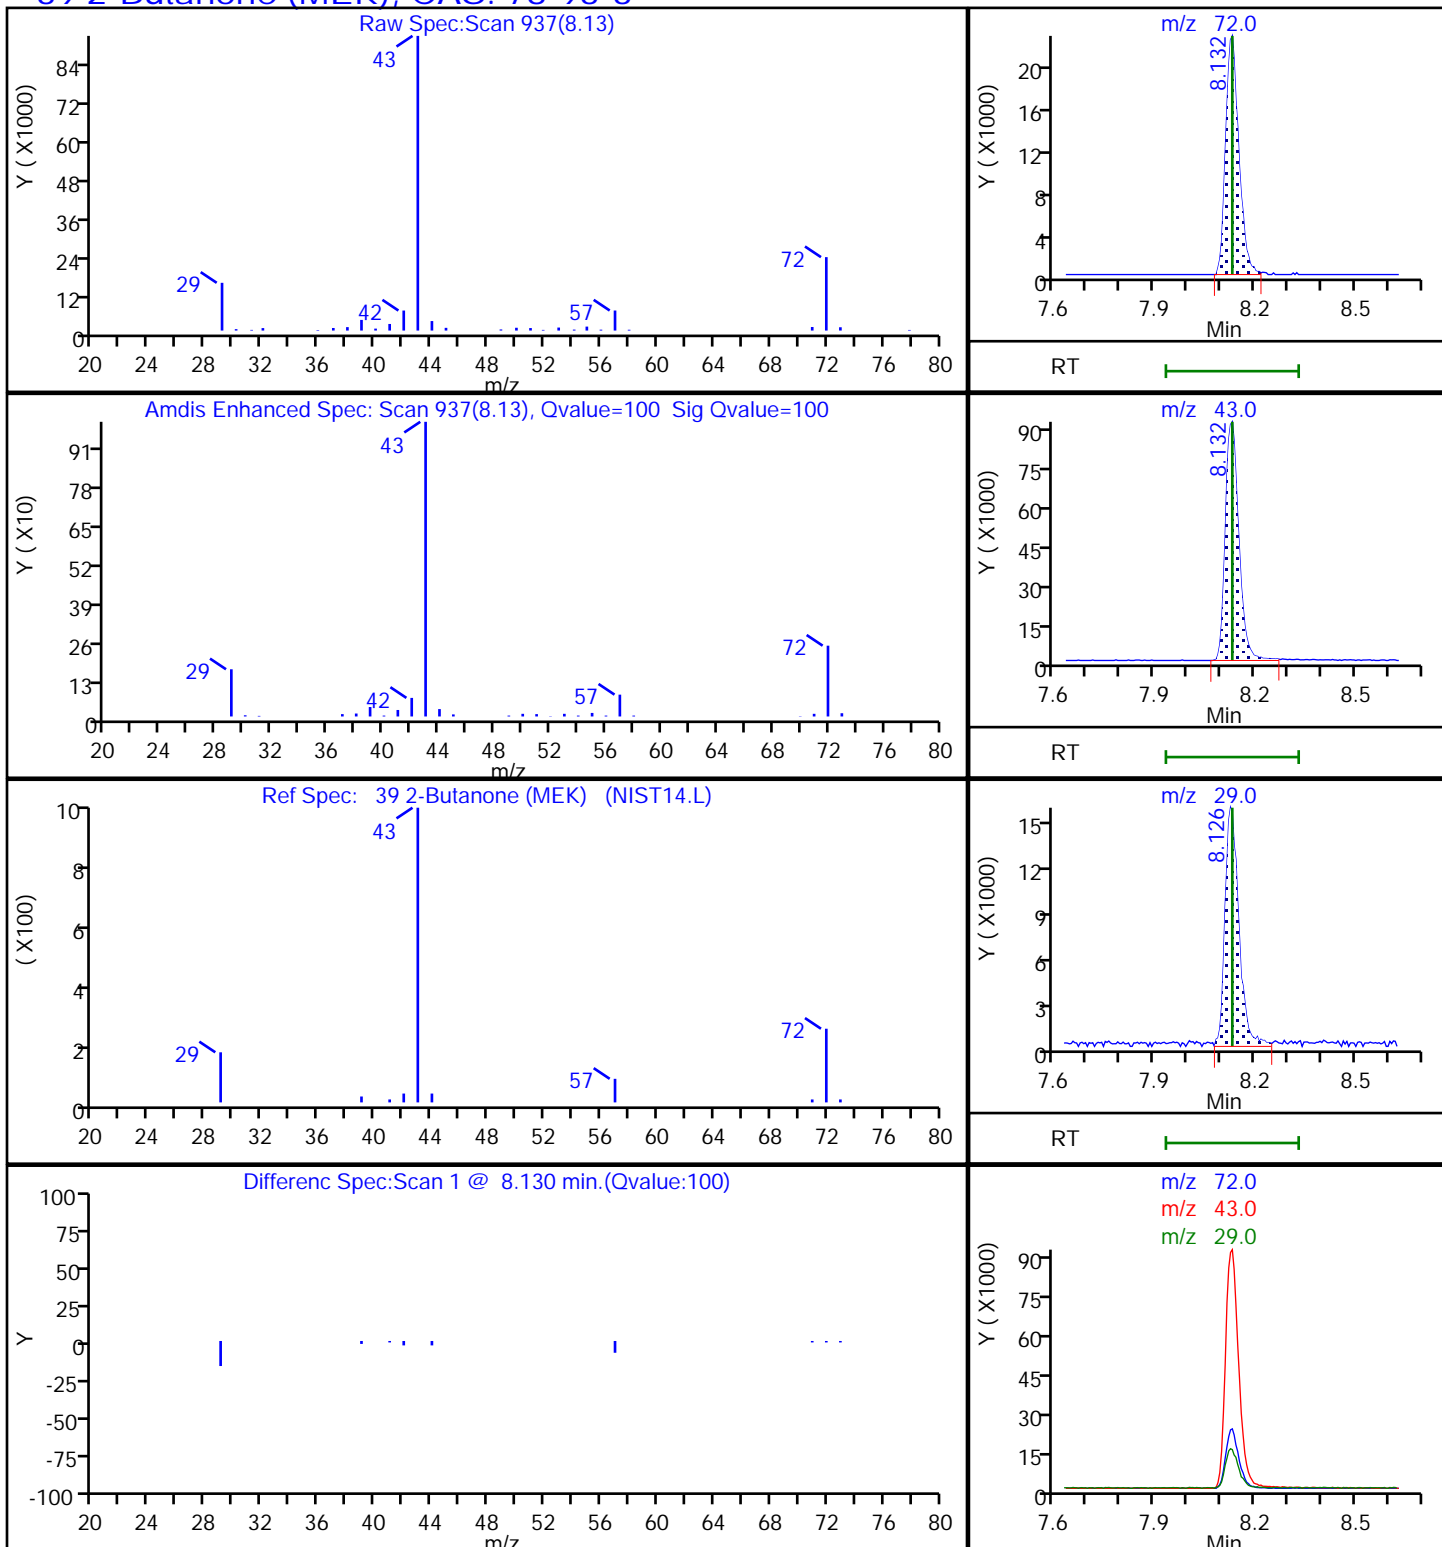 39 2-Butanone (MEK), CAS: 78-93-3
Raw Spec:Scan 937(8.13)
43
29
42
57
72
Y ( X1000)
84
72
60
48
36
24
12
0
20 24 28 32 36 40 44 48 52 56 60 64 68 72 76 80
m/z
m/z 72.0
8.132
Y ( X1000)
20
16
12
8
4
0
7.6 7.9 8.2 8.5
Min
RT
Amdis Enhanced Spec: Scan 937(8.13), Qvalue=100 Sig Qvalue=100
43
29
42
57
72
Y ( X10)
91
78
65
52
39
26
13
0
20 24 28 32 36 40 44 48 52 56 60 64 68 72 76 80
m/z
m/z 43.0
8.132
Y ( X1000)
90
75
60
45
30
15
0
7.6 7.9 8.2 8.5
Min
RT
Ref Spec: 39 2-Butanone (MEK) (NIST14.L)
43
29
57
72
( X100)
10
8
6
4
2
0
20 24 28 32 36 40 44 48 52 56 60 64 68 72 76 80
m/z 29.0
8.126
Y ( X1000)
15
12
9
6
3
0
7.6 7.9 8.2 8.5
Min
RT
Differenc Spec:Scan 1 @ 8.130 min.(Qvalue:100)
Y
100
75
50
25
0
-25
-50
-75
-100
20 24 28 32 36 40 44 48 52 56 60 64 68 72 76 80
m/z
m/z 72.0
m/z 43.0
m/z 29.0
Y ( X1000)
90
75
60
45
30
15
0
7.6 7.9 8.2 8.5
Min